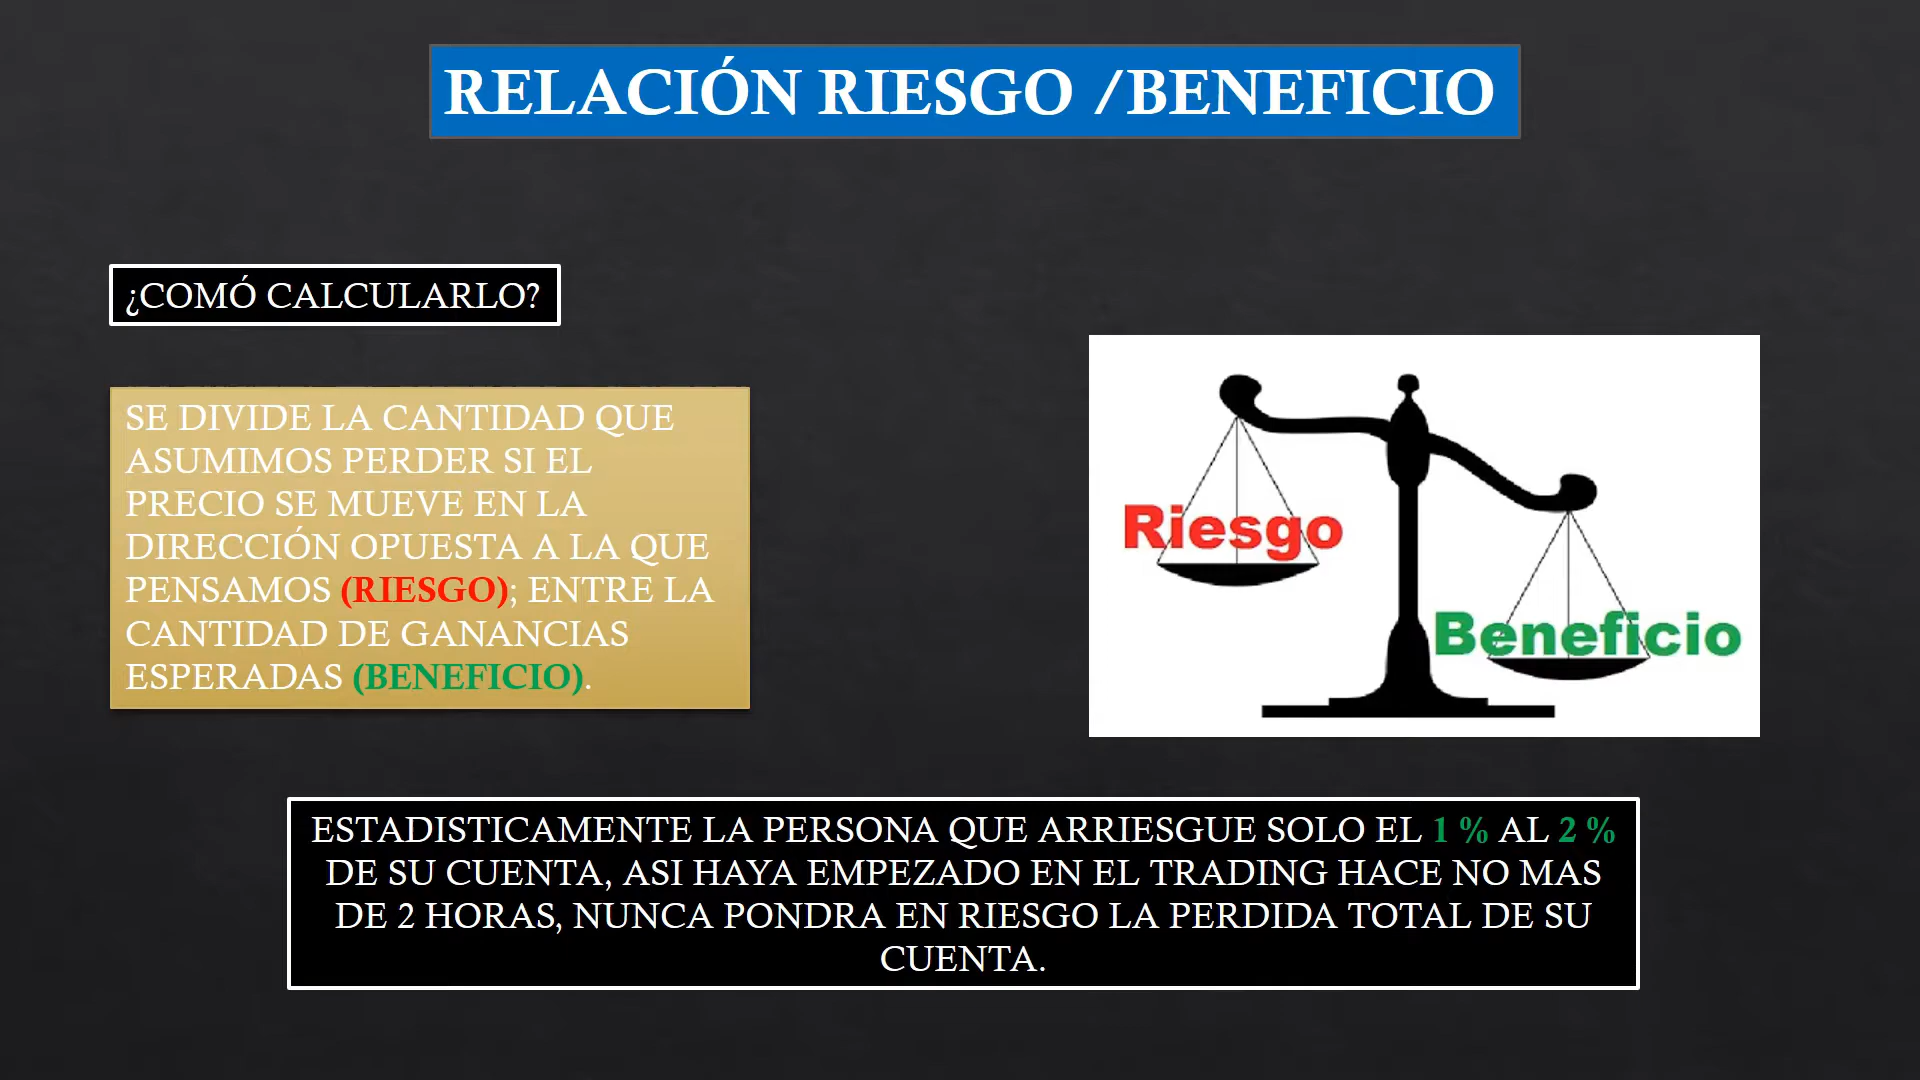 RELACIÓN RIESGO /BENEFICIO
¿COMÓ CALCULARLO?
SE DIVIDE LA CANTIDAD QUE
ASUMIMOS PERDER SI EL
PRECIO SE MUEVE EN LA
DIRECCIÓN OPUESTA A LA QUE
PENSAMOS (RIESGO); ENTRE LA
CANTIDAD DE GANANCIAS
ESPERADAS (BENEFICIO).
Riesgo
Beneficio
ESTADISTICAMENTE LA PERSONA QUE ARRIESGUE SOLO EL 1 % AL 2 %
DE SU CUENTA, ASI HAYA EMPEZADO EN EL TRADING HACE NO MAS
DE 2 HORAS, NUNCA PONDRA EN RIESGO LA PERDIDA TOTAL DE SU
CUENTA.